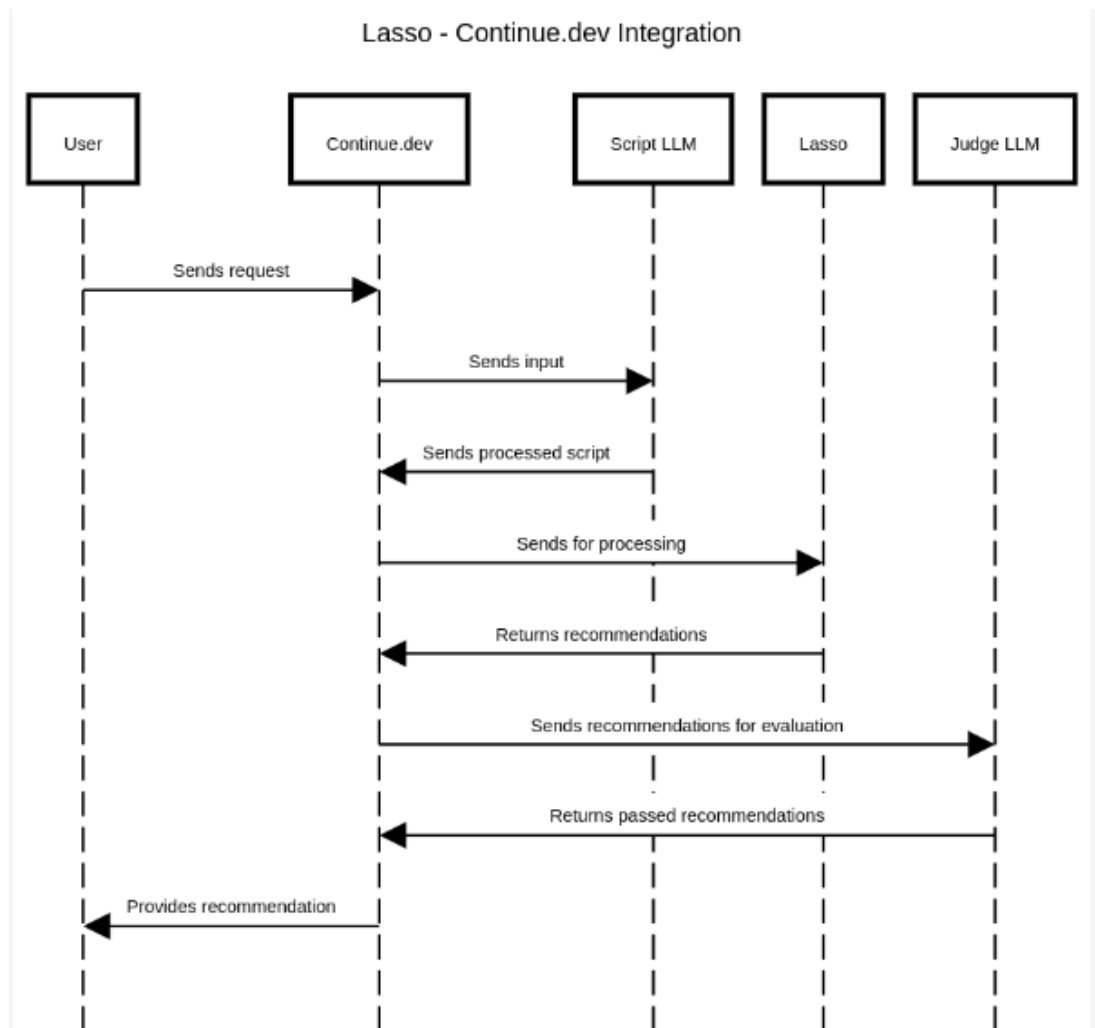 Lasso - Continue.dev Integration
User
Continue.dev
Script LLM
Lasso
Judge LLM
Sends request
Sends input
Sends processed script
Sends for processing
Returns recommendations
Sends recommendations for evaluation
Returns passed recommendations
Provides recommendation